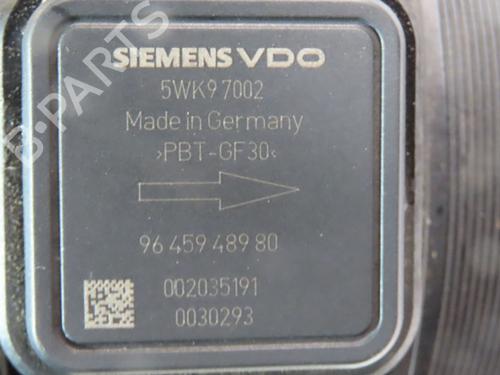 SIEMENS VDO
5WK9 7002
Made in Germany
›PBT-GF30‹
96 459 489 80
002035191
0030293
B-PARTS